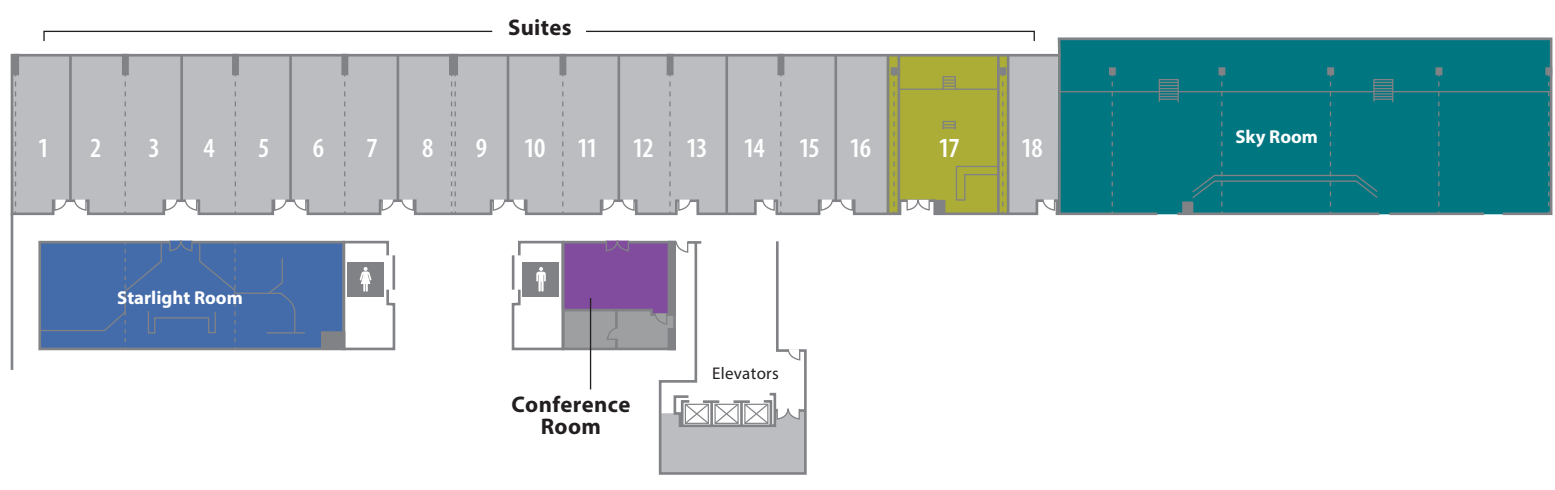 Suites
1 2 3 4 5 6 7 8 9 10 11 12 13 14 15 16 17 18
Sky Room
Starlight Room
Elevators
Conference
Room